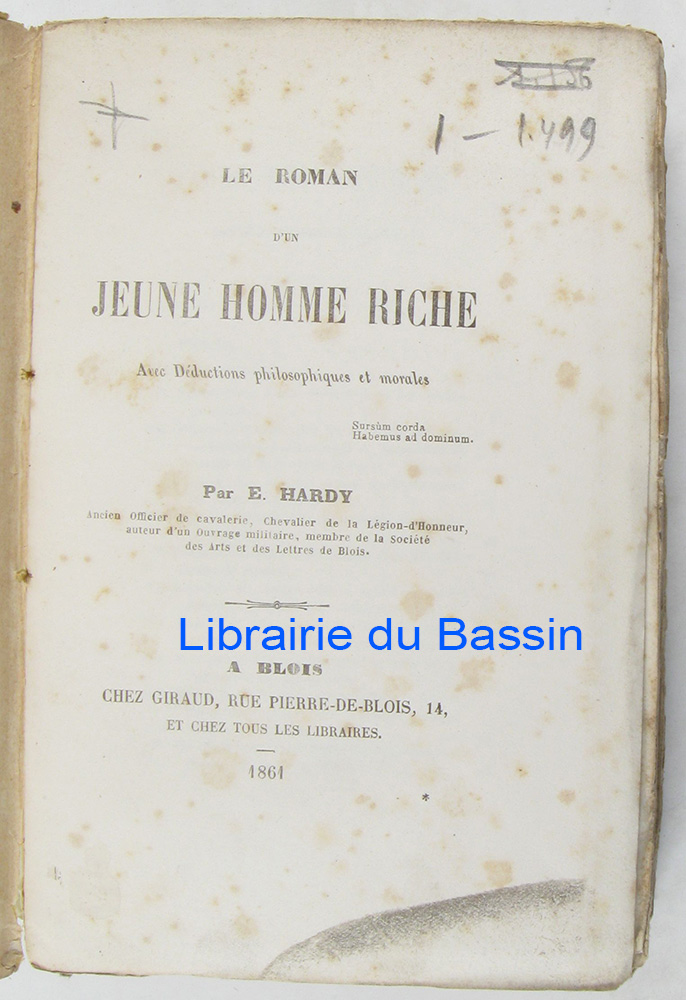 1 - 1.499
LE ROMAN
D'UN
JEUNE HOMME RICHE
Avec Déductions philosophiques et morales
Sursùm corda
Habemus ad dominum.
Par E. HARDY
Ancien Officier de cavalerie, Chevalier de la Légion-d'Honneur,
auteur d'un Ouvrage militaire, membre de la Société
des Arts et des Lettres de Blois.
Librairie du Bassin
A BLOIS
CHEZ GIRAUD, RUE PIERRE-DE-BLOIS, 14,
ET CHEZ TOUS LES LIBRAIRES.
1861
*